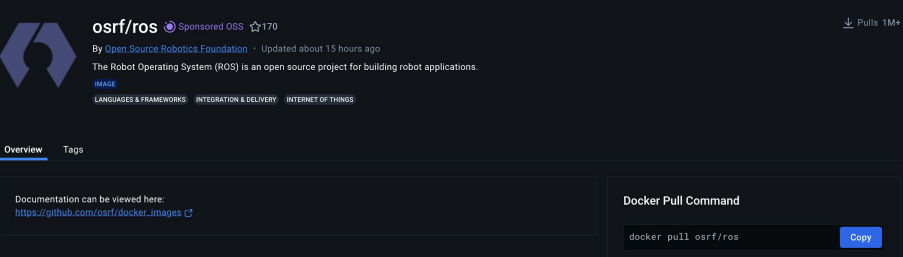 osrf/ros Sponsored OSS 170
Pulls 1M+
By Open Source Robotics Foundation · Updated about 15 hours ago
The Robot Operating System (ROS) is an open source project for building robot applications.
IMAGE
LANGUAGES & FRAMEWORKS INTEGRATION & DELIVERY INTERNET OF THINGS
Overview Tags
Documentation can be viewed here:
https://github.com/osrf/docker_images
Docker Pull Command
docker pull osrf/ros Copy